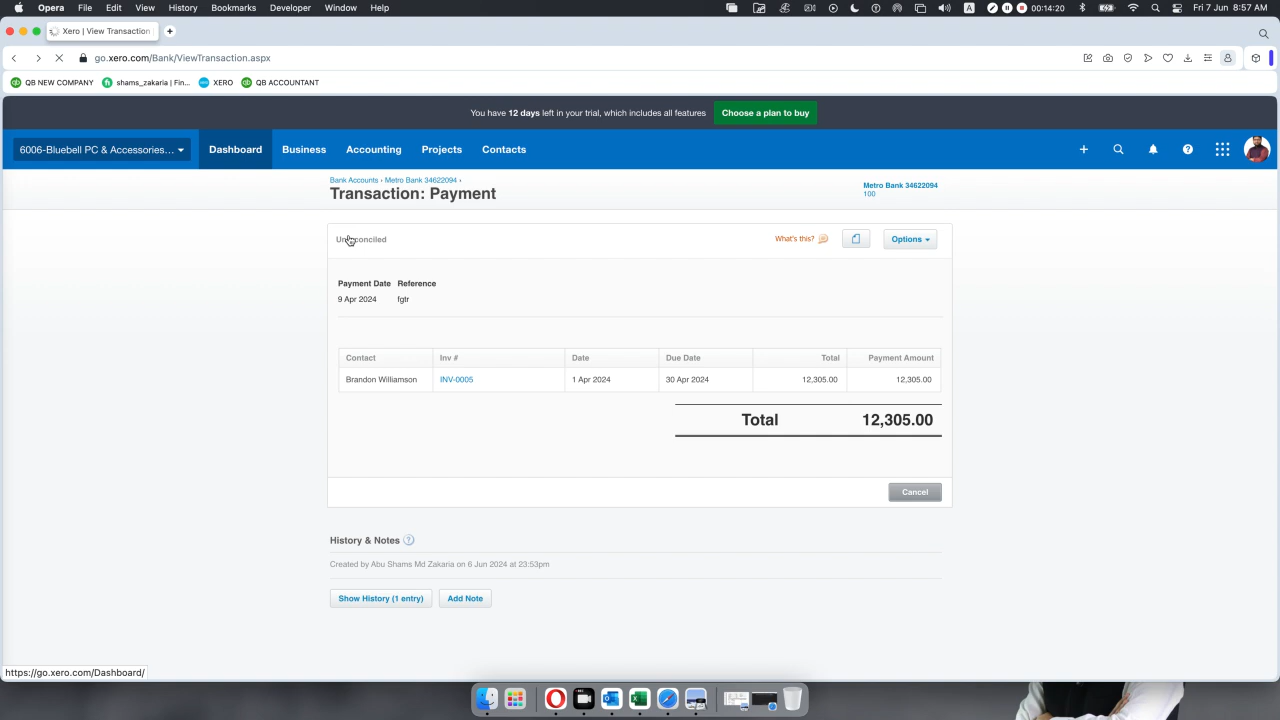 Opera File Edit View History Bookmarks Developer Window Help
00:14:20
A
Fri 7 Jun 8:57 AM
Xero | View Transaction
go.xero.com/Bank/ViewTransaction.aspx
QB NEW COMPANY shams_zakaria | Fin... XERO QB ACCOUNTANT
You have 12 days left in your trial, which includes all features Choose a plan to buy
6006-Bluebell PC & Accessories... Dashboard Business Accounting Projects Contacts
Bank Accounts › Metro Bank 34622094 ›
Transaction: Payment
Metro Bank 34622094
100
What's this? Options
Payment Date Reference
9 Apr 2024 fgtr
Contact Inv # Date Due Date Total Payment Amount
Brandon Williamson INV-0005 1 Apr 2024 30 Apr 2024 12,305.00 12,305.00
Total 12,305.00
Cancel
History & Notes ?
Created by Abu Shams Md Zakaria on 6 Jun 2024 at 23:53pm
Show History (1 entry) Add Note
https://go.xero.com/Dashboard/